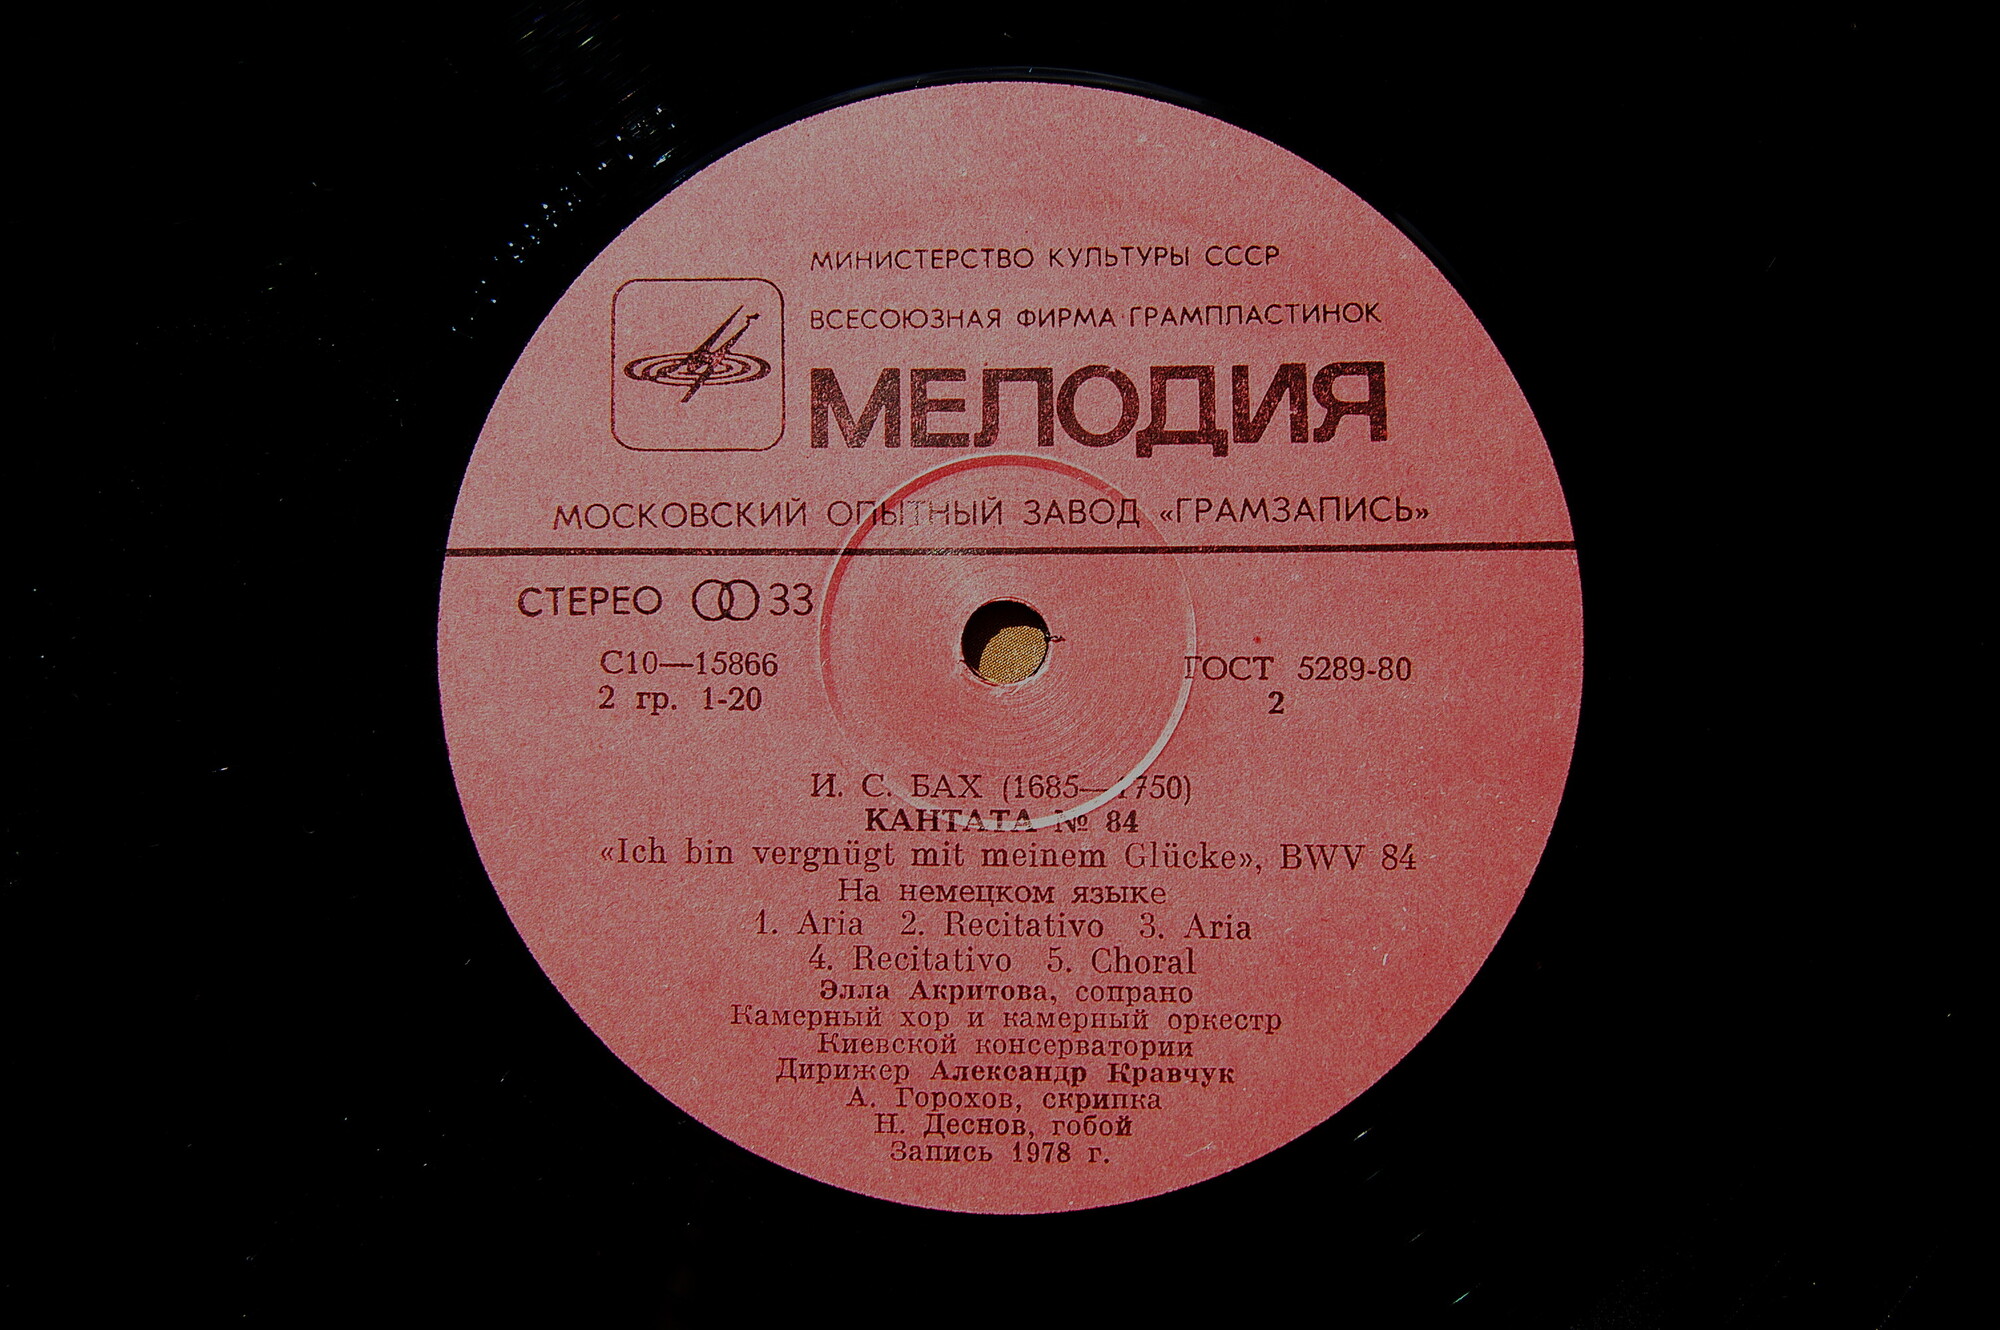 МИНИСТЕРСТВО КУЛЬТУРЫ СССР
ВСЕСОЮЗНАЯ ФИРМА ГРАМПЛАСТИНОК
МЕЛОДИЯ
МОСКОВСКИЙ ОПЫТНЫЙ ЗАВОД «ГРАМЗАПИСЬ»
СТЕРЕО 33
С10—15866 ГОСТ 5289-80
2 гр. 1-20 2
И. С. БАХ (1685—1750)
КАНТАТА № 84
«Ich bin vergnügt mit meinem Glücke», BWV 84
На немецком языке
1. Aria 2. Recitativo 3. Aria
4. Recitativo 5. Choral
Элла Акритова, сопрано
Камерный хор и камерный оркестр
Киевской консерватории
Дирижер Александр Кравчук
А. Горохов, скрипка
Н. Деснов, гобой
Запись 1978 г.